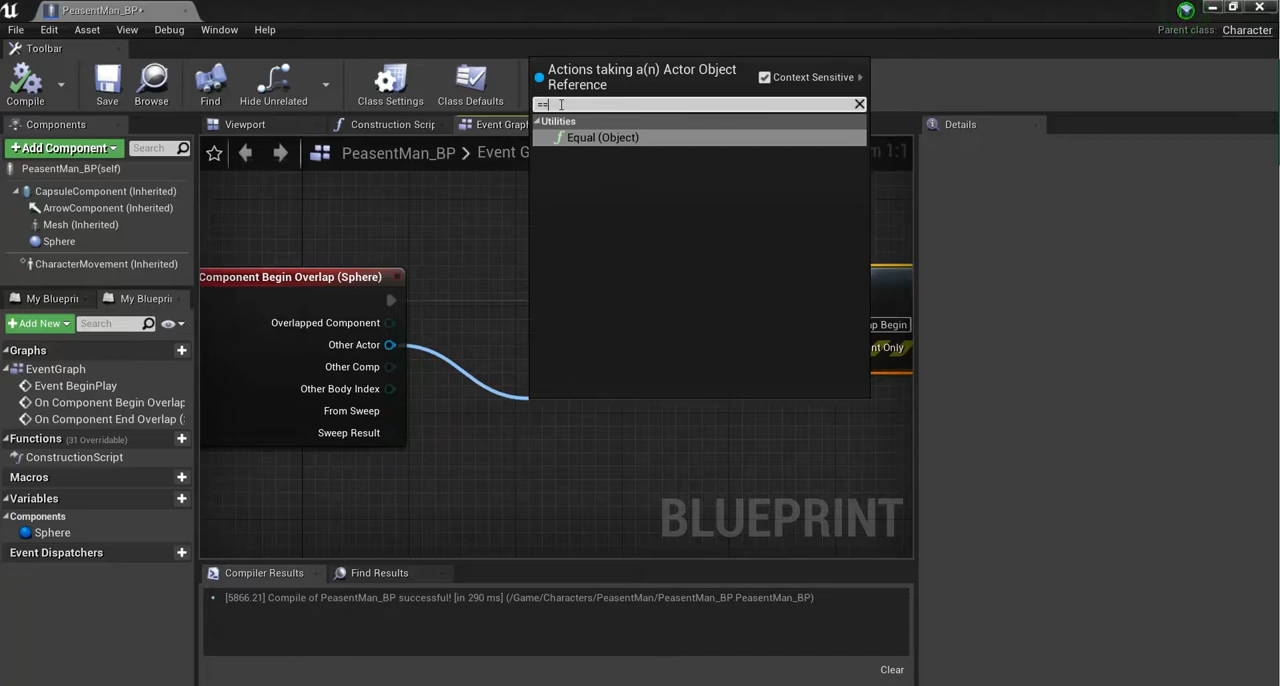 PeasentMan_BP*
File Edit Asset View Debug Window Help
Parent class: Character
Toolbar
Compile Save Browse Find Hide Unrelated Class Settings Class Defaults
Actions taking a(n) Actor Object Reference
Context Sensitive
==
Utilities
Equal (Object)
Components
Add Component
Search
PeasentMan_BP(self)
CapsuleComponent (Inherited)
ArrowComponent (Inherited)
Mesh (Inherited)
Sphere
CharacterMovement (Inherited)
Viewport Construction Scrip Event Graph
Details
PeasentMan_BP > Event G
m 1:1
My Blueprin My Blueprin
Add New Search
Graphs
EventGraph
Event BeginPlay
On Component Begin Overlap
On Component End Overlap (
Functions (31 Overridable)
ConstructionScript
Macros
Variables
Components
Sphere
Event Dispatchers
Component Begin Overlap (Sphere)
Overlapped Component
Other Actor
Other Comp
Other Body Index
From Sweep
Sweep Result
p Begin
nt Only
BLUEPRINT
Compiler Results Find Results
[5866.21] Compile of PeasentMan_BP successful! [in 290 ms] (/Game/Characters/PeasentMan/PeasentMan_BP.PeasentMan_BP)
Clear